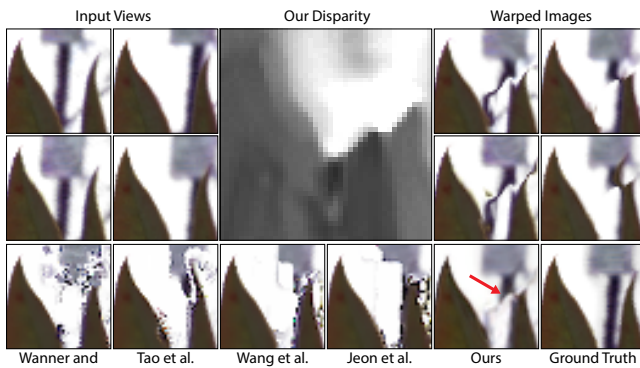 Input Views
Our Disparity
Warped Images
Wanner and
Tao et al.
Wang et al.
Jeon et al.
Ours
Ground Truth